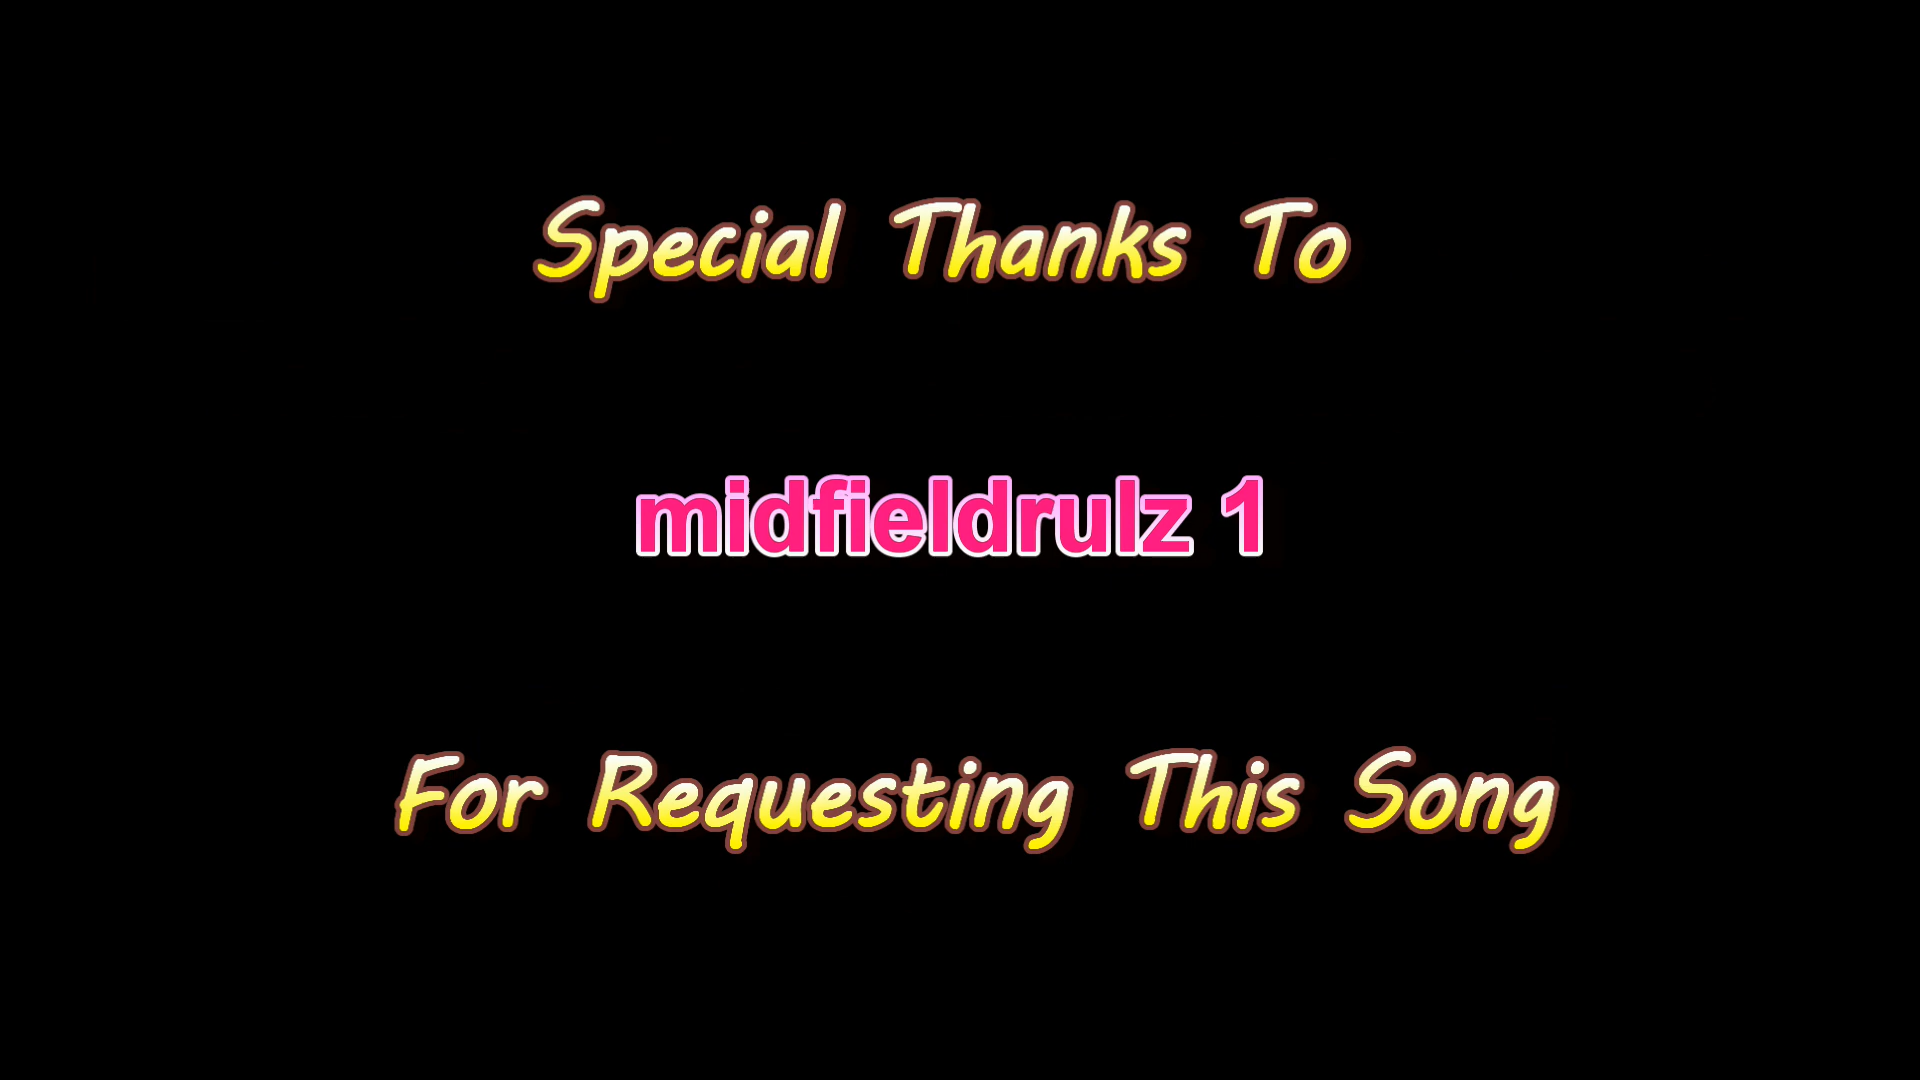 Special Thanks To
midfieldrulz 1
For Requesting This Song